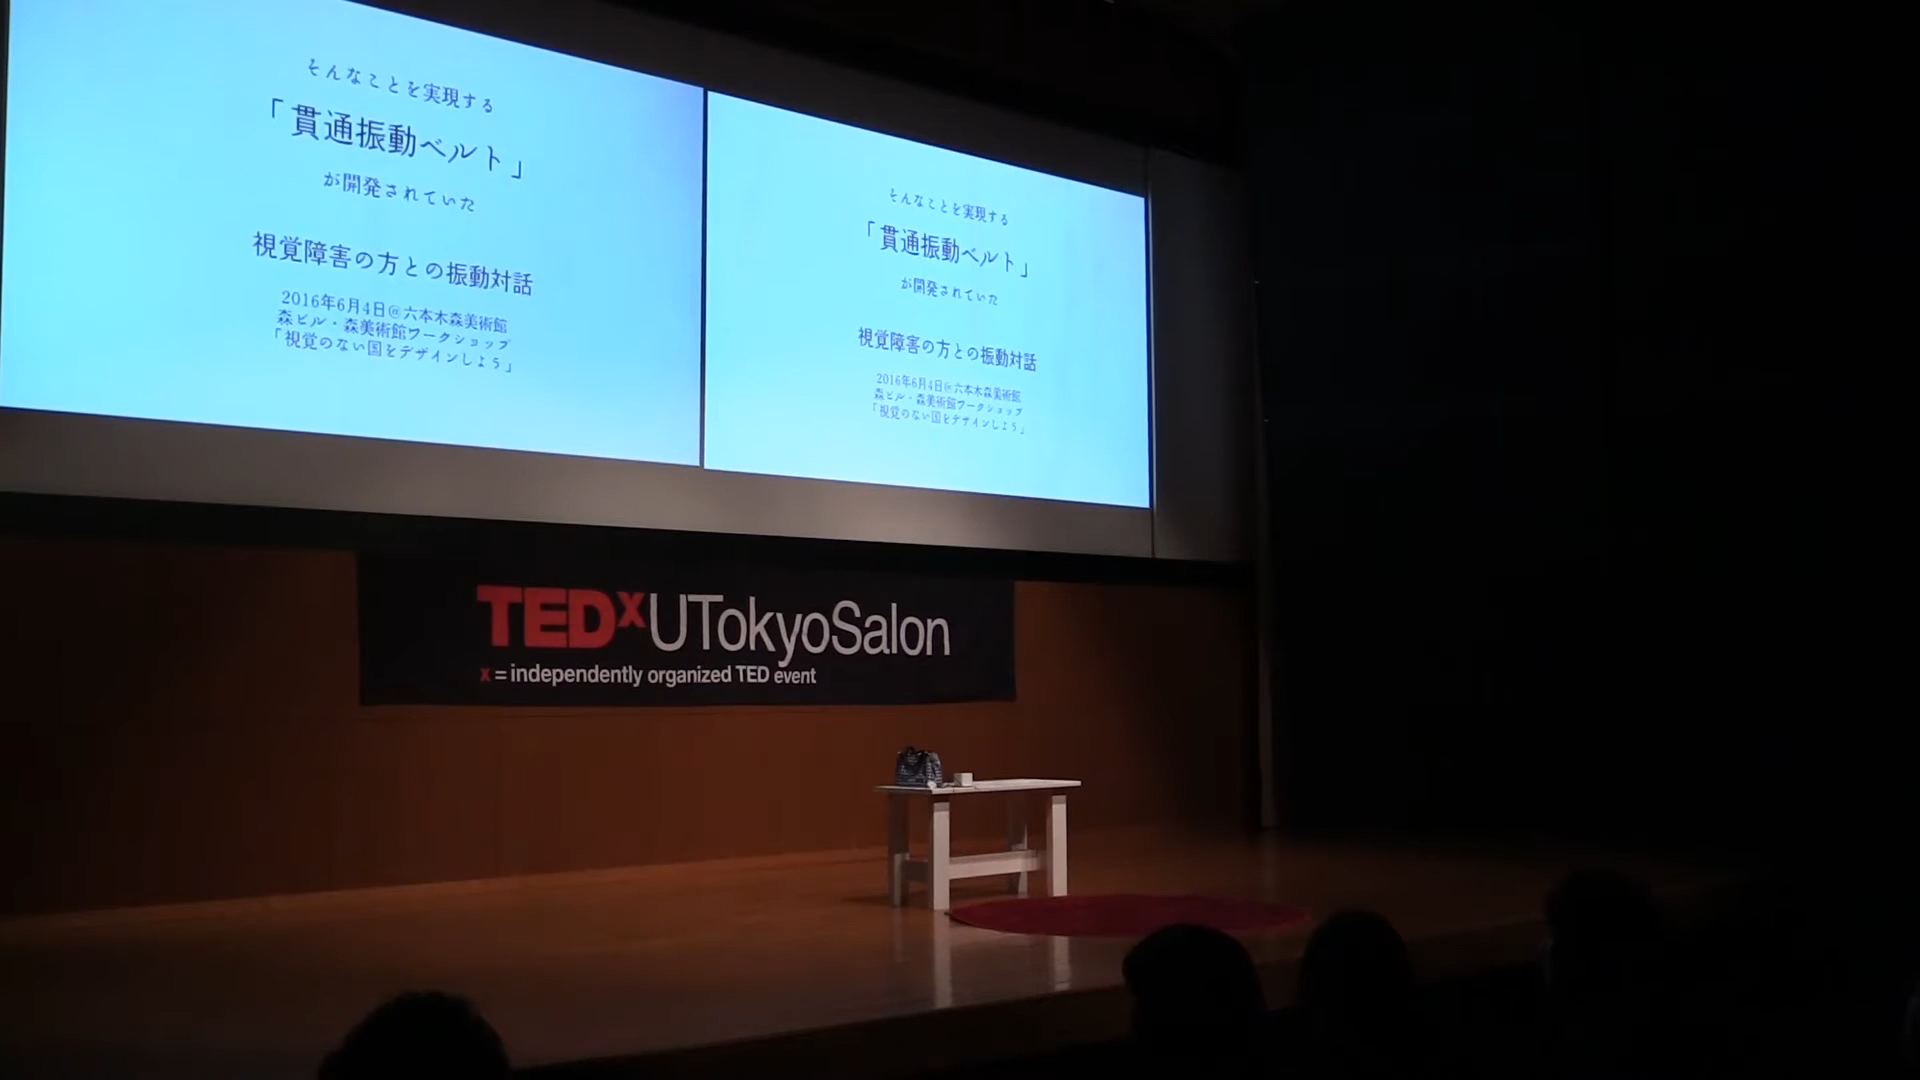 そんなことを実現する
「貫通振動ベルト」
が開発されていた
視覚障害の方との振動対話
2016年6月4日@六本木森美術館
森ビル・森美術館ワークショップ
「視覚のない国をデザインしよう」
そんなことを実現する
「貫通振動ベルト」
が開発されていた
視覚障害の方との振動対話
2016年6月4日@六本木森美術館
森ビル・森美術館ワークショップ
「視覚のない国をデザインしよう」
TEDxUTokyoSalon
x = independently organized TED event